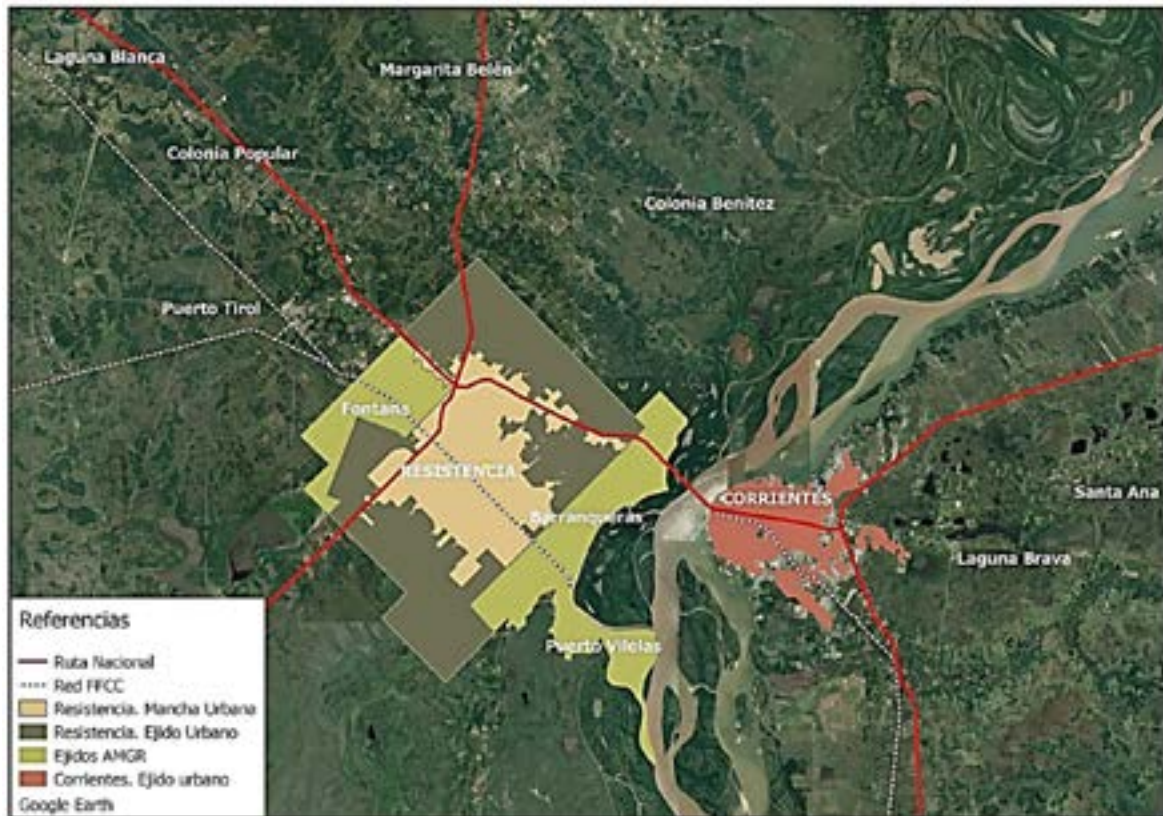 Laguna Blanca
Margarita Belén
Colonia Popular
Colonia Benitez
Puerto Tirol
Fontana
RESISTENCIA
CORRIENTES
Santa Ana
Barranqueras
Laguna Brava
Puerto Vilelas
Referencias
Ruta Nacional
Red FFCC
Resistencia. Mancha Urbana
Resistencia. Ejido Urbano
Ejidos AMGR
Corrientes. Ejido urbano
Google Earth